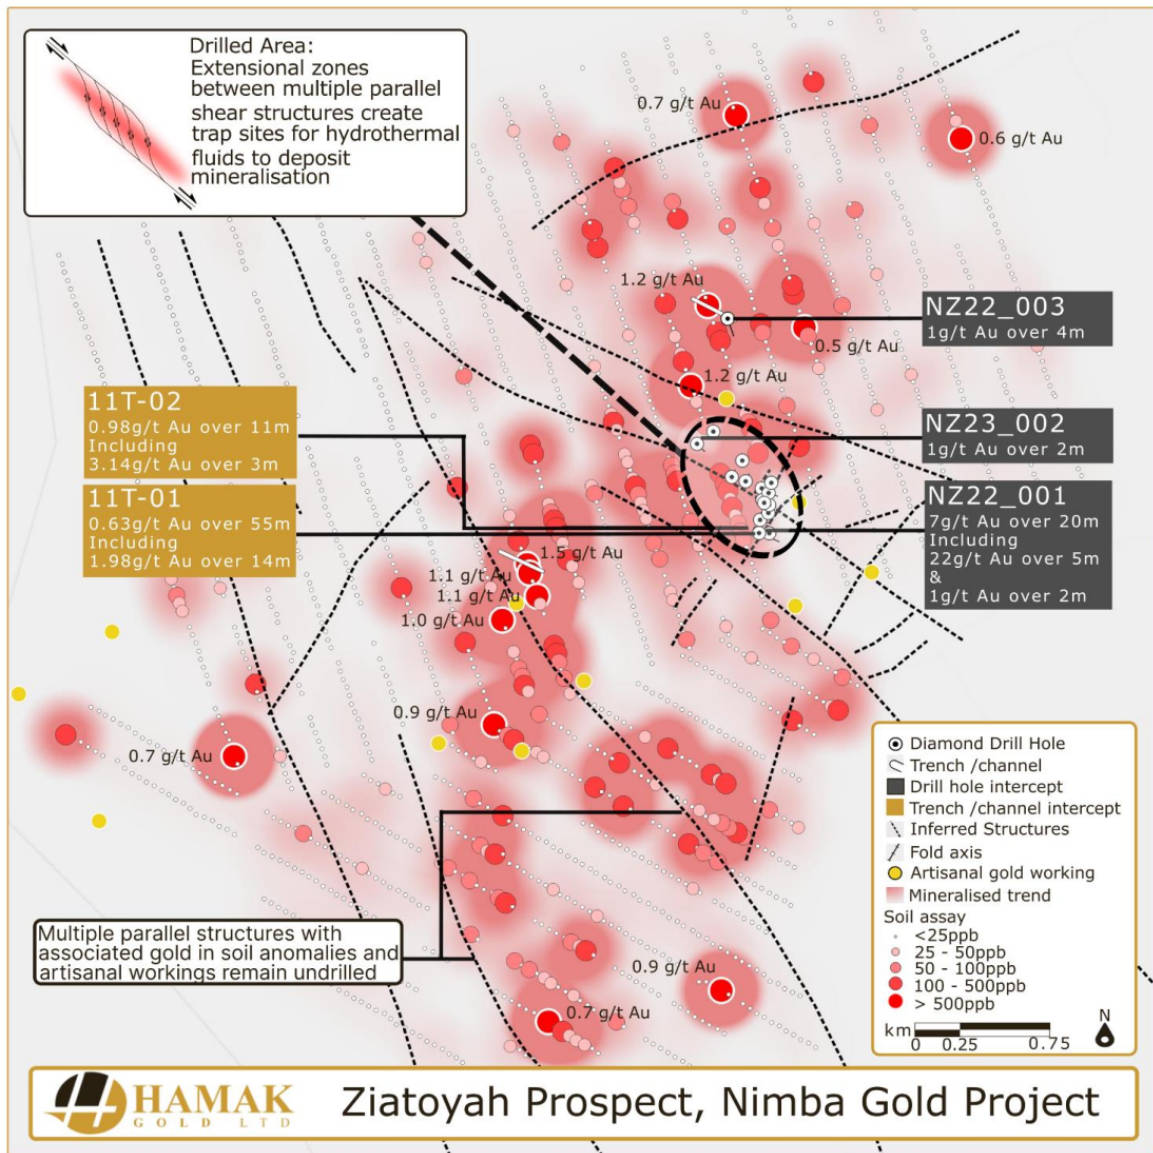 Drilled Area:
Extensional zones
between multiple parallel
shear structures create
trap sites for hydrothermal
fluids to deposit
mineralisation
0.7 g/t Au
0.6 g/t Au
1.2 g/t Au
NZ22_003
1g/t Au over 4m
0.5 g/t Au
1.2 g/t Au
11T-02
0.98g/t Au over 11m
Including
3.14g/t Au over 3m
NZ23_002
1g/t Au over 2m
11T-01
0.63g/t Au over 55m
Including
1.98g/t Au over 14m
NZ22_001
7g/t Au over 20m
Including
22g/t Au over 5m
&
1g/t Au over 2m
1.5 g/t Au
1.1 g/t Au
1.1 g/t Au
1.0 g/t Au
0.9 g/t Au
0.7 g/t Au
Diamond Drill Hole
Trench /channel
Drill hole intercept
Trench /channel intercept
Inferred Structures
Fold axis
Artisanal gold working
Mineralised trend
Soil assay
<25ppb
25 - 50ppb
50 - 100ppb
100 - 500ppb
> 500ppb
km
0 0.25 0.75
N
Multiple parallel structures with
associated gold in soil anomalies and
artisanal workings remain undrilled
0.9 g/t Au
0.7 g/t Au
HAMAK
GOLD LTD
Ziatoyah Prospect, Nimba Gold Project